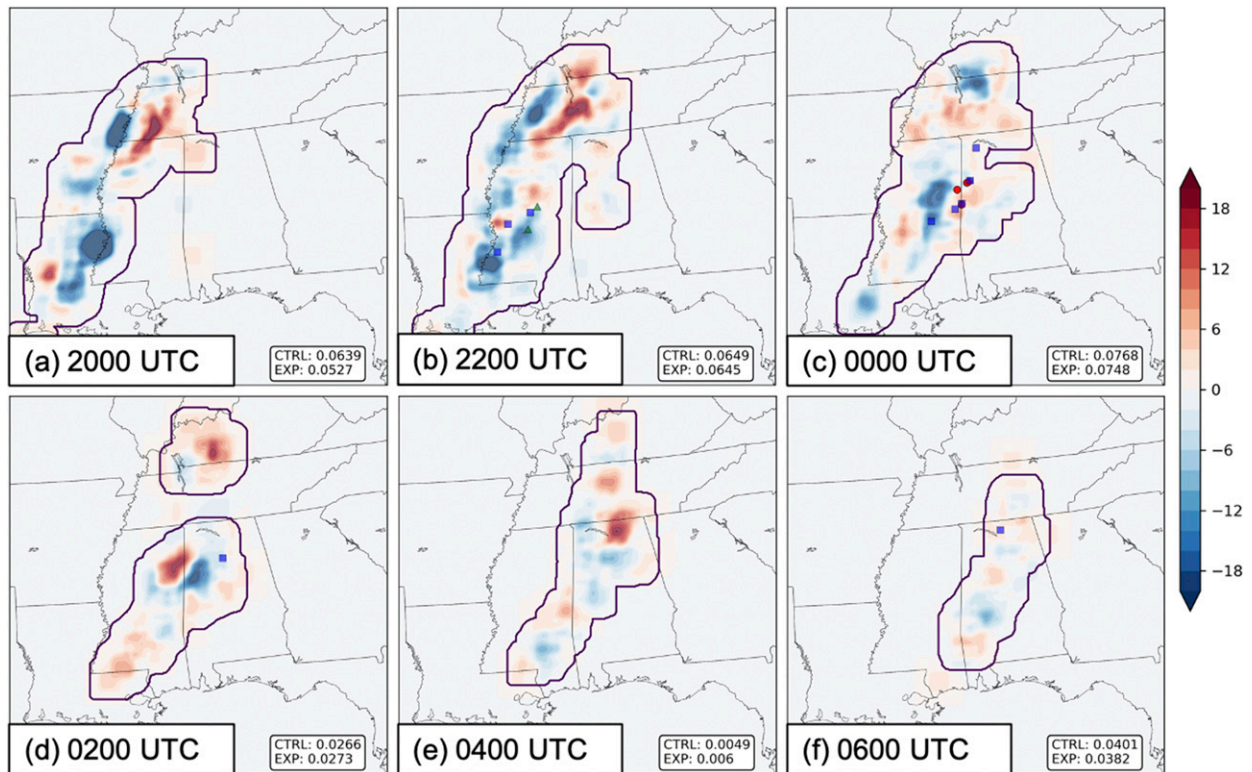 (a) 2000 UTC
CTRL: 0.0639
EXP: 0.0527
(b) 2200 UTC
CTRL: 0.0649
EXP: 0.0645
(c) 0000 UTC
CTRL: 0.0768
EXP: 0.0748
(d) 0200 UTC
CTRL: 0.0266
EXP: 0.0273
(e) 0400 UTC
CTRL: 0.0049
EXP: 0.006
(f) 0600 UTC
CTRL: 0.0401
EXP: 0.0382
18
12
6
0
−6
−12
−18